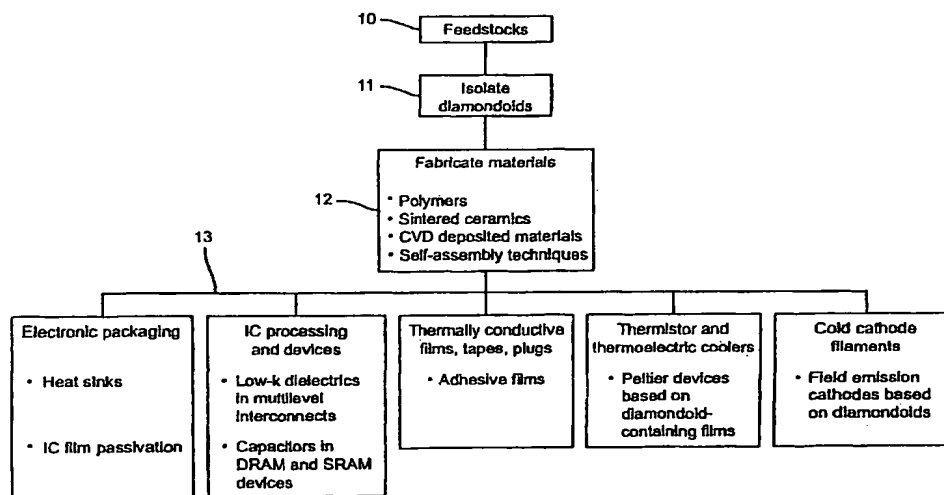 10
Feedstocks
11
Isolate
diamondoids
12
Fabricate materials
• Polymers
• Sintered ceramics
• CVD deposited materials
• Self-assembly techniques
13
Electronic packaging
• Heat sinks
• IC film passivation
IC processing
and devices
• Low-k dielectrics
in multilevel
interconnects
• Capacitors in
DRAM and SRAM
devices
Thermally conductive
films, tapes, plugs
• Adhesive films
Thermistor and
thermoelectric coolers
• Peltier devices
based on
diamondoid-
containing films
Cold cathode
filaments
• Field emission
cathodes based
on diamondoids